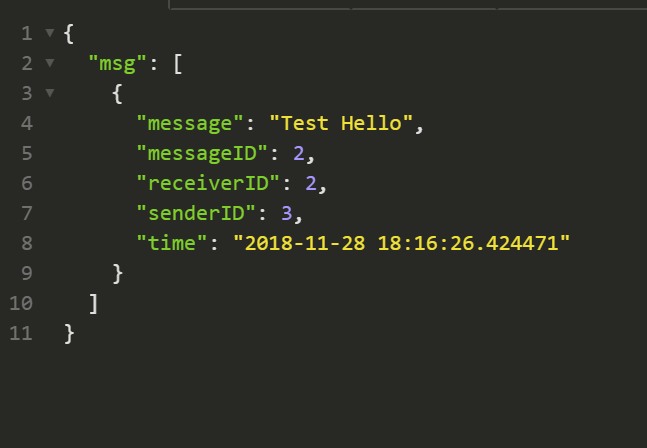 1 {
2 "msg": [
3 {
4 "message": "Test Hello",
5 "messageID": 2,
6 "receiverID": 2,
7 "senderID": 3,
8 "time": "2018-11-28 18:16:26.424471"
9 }
10 ]
11 }